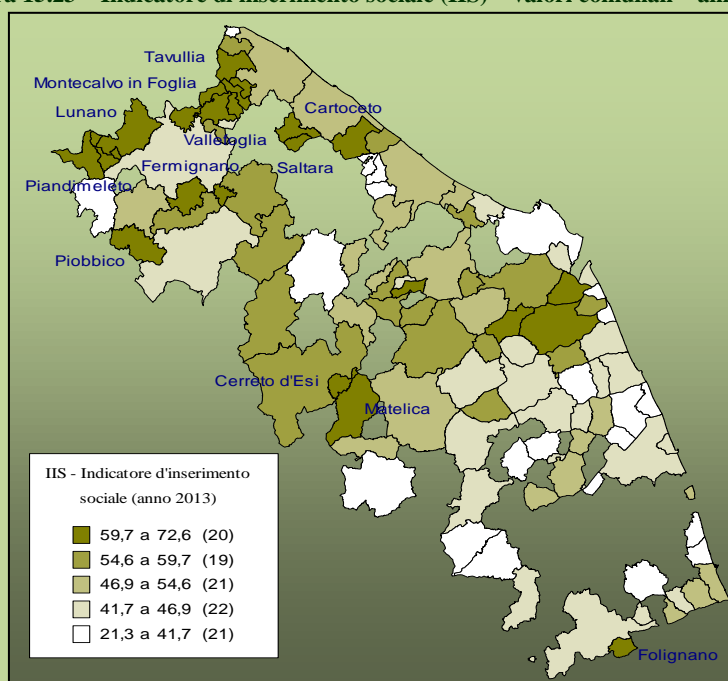 Indicatore di inserimento sociale (IIS) – Valori comunali
Tavullia
Montecalvo in Foglia
Lunano
Cartoceto
Vallefoglia
Fermignano
Saltara
Piandimeleto
Piobbico
Cerreto d'Esi
Matelica
IIS - Indicatore d'inserimento
sociale (anno 2013)
59,7 a 72,6 (20)
54,6 a 59,7 (19)
46,9 a 54,6 (21)
41,7 a 46,9 (22)
21,3 a 41,7 (21)
Folignano